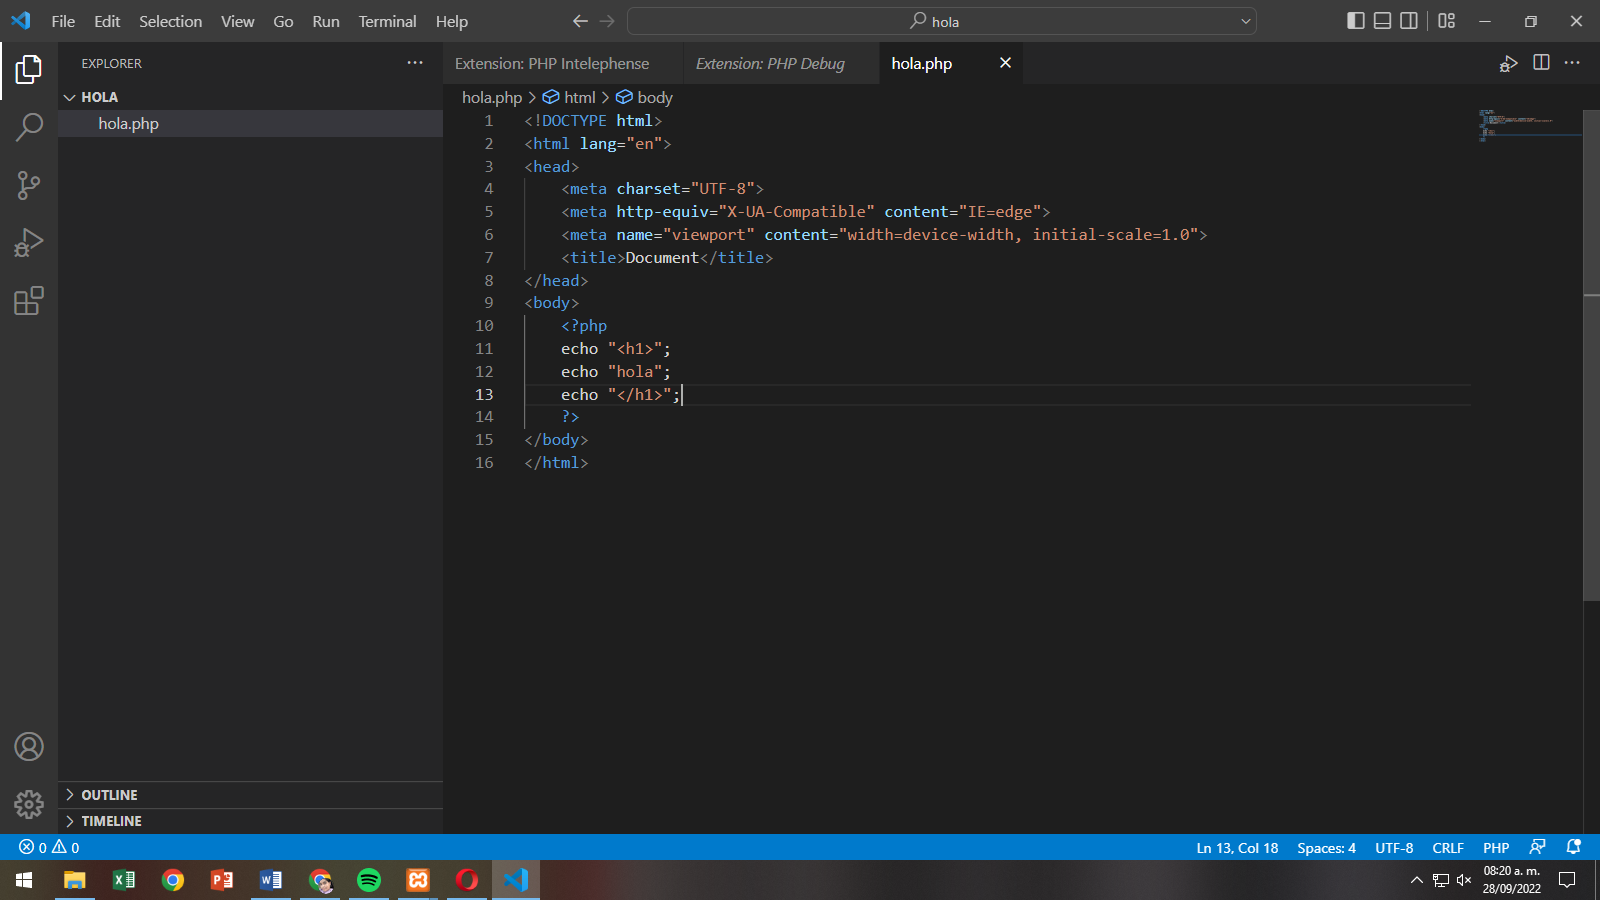 File Edit Selection View Go Run Terminal Help
hola
EXPLORER
Extension: PHP Intelephense
Extension: PHP Debug
hola.php
HOLA
hola.php
hola.php > html > body
1 <!DOCTYPE html>
2 <html lang="en">
3 <head>
4 <meta charset="UTF-8">
5 <meta http-equiv="X-UA-Compatible" content="IE=edge">
6 <meta name="viewport" content="width=device-width, initial-scale=1.0">
7 <title>Document</title>
8 </head>
9 <body>
10 <?php
11 echo "<h1>";
12 echo "hola";
13 echo "</h1>";
14 ?>
15 </body>
16 </html>
OUTLINE
TIMELINE
0 0
Ln 13, Col 18 Spaces: 4 UTF-8 CRLF PHP
08:20 a. m.
28/09/2022